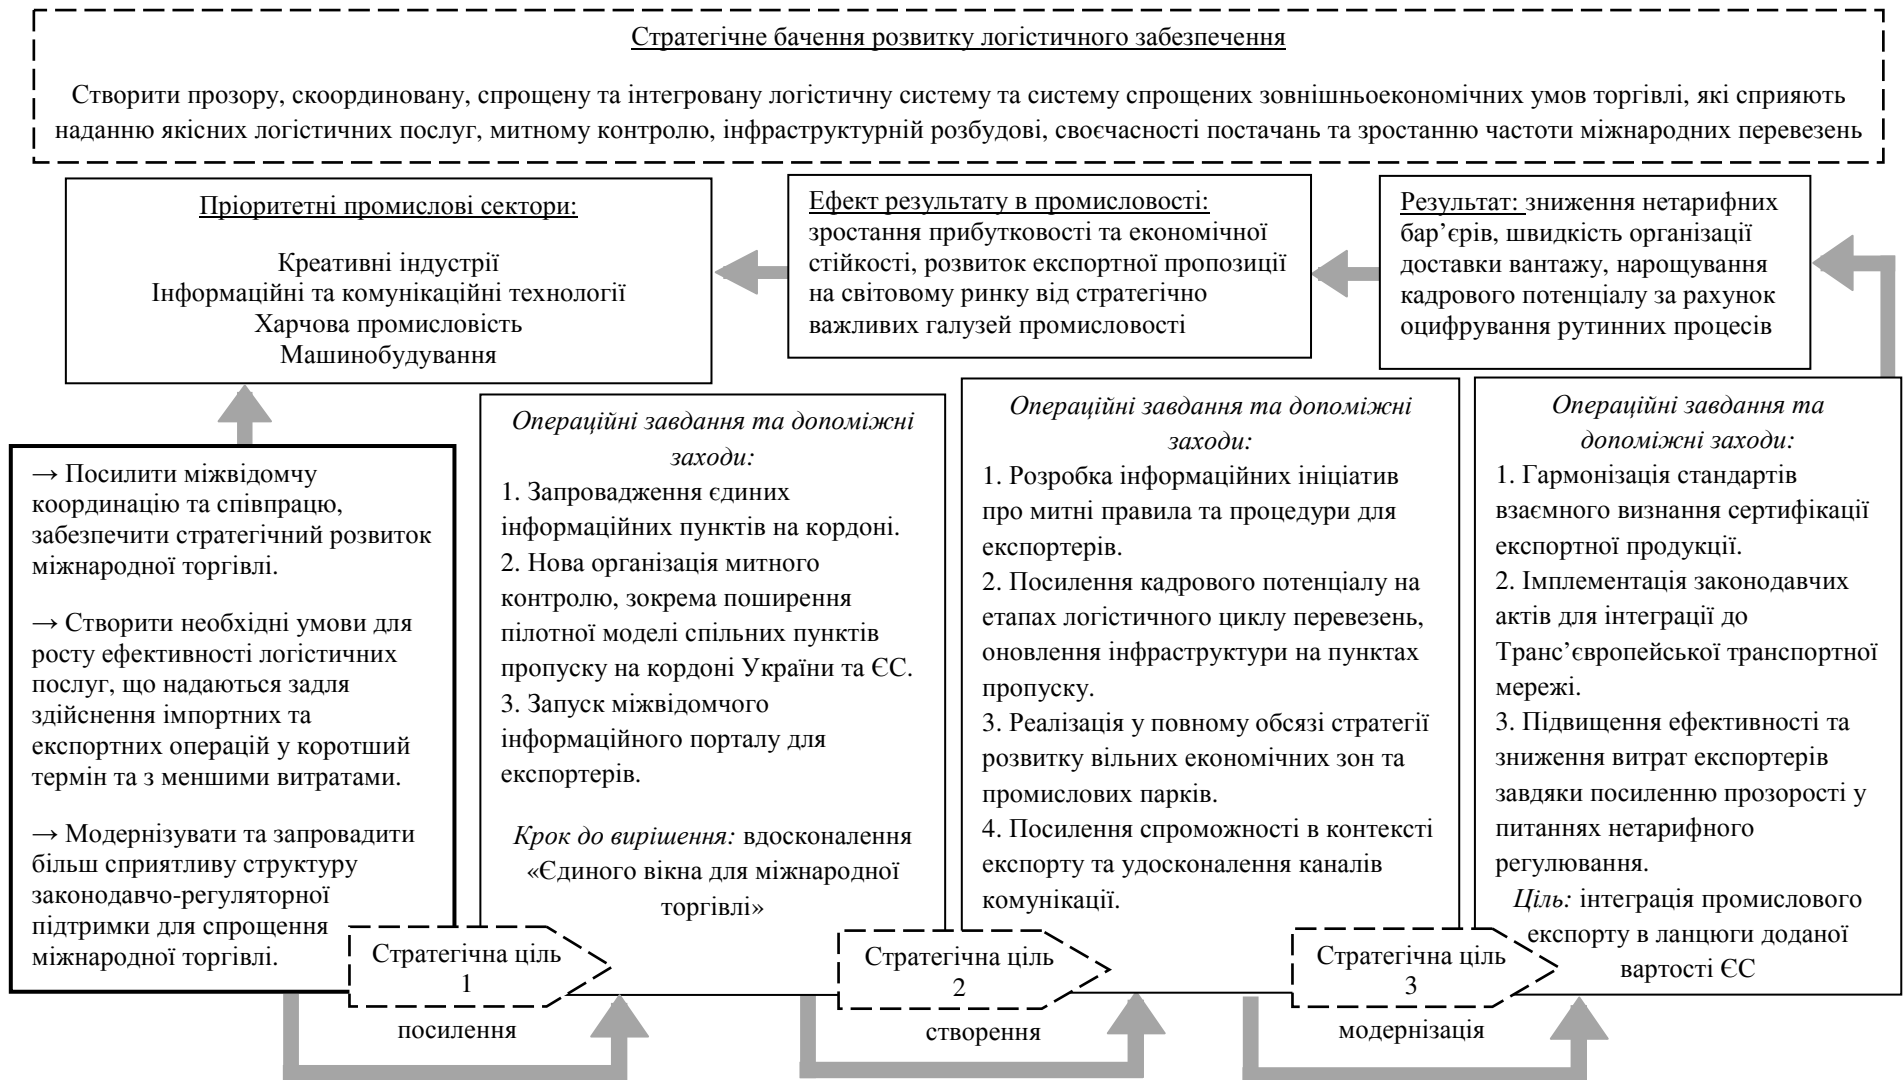 Стратегічне бачення розвитку логістичного забезпечення
Створити прозору, скоординовану, спрощену та інтегровану логістичну систему та систему спрощених зовнішньоекономічних умов торгівлі, які сприяють
наданню якісних логістичних послуг, митному контролю, інфраструктурній розбудові, своєчасності постачань та зростанню частоти міжнародних перевезень
Пріоритетні промислові сектори:
Креативні індустрії
Інформаційні та комунікаційні технології
Харчова промисловість
Машинобудування
Ефект результату в промисловості:
зростання прибутковості та економічної
стійкості, розвиток експортної пропозиції
на світовому ринку від стратегічно
важливих галузей промисловості
Результат: зниження нетарифних
бар’єрів, швидкість організації
доставки вантажу, нарощування
кадрового потенціалу за рахунок
оцифрування рутинних процесів
→ Посилити міжвідомчу
координацію та співпрацю,
забезпечити стратегічний розвиток
міжнародної торгівлі.
→ Створити необхідні умови для
росту ефективності логістичних
послуг, що надаються задля
здійснення імпортних та
експортних операцій у коротший
термін та з меншими витратами.
→ Модернізувати та запровадити
більш сприятливу структуру
законодавчо-регуляторної
підтримки для спрощення
міжнародної торгівлі.
Операційні завдання та допоміжні
заходи:
1. Запровадження єдиних
інформаційних пунктів на кордоні.
2. Нова організація митного
контролю, зокрема поширення
пілотної моделі спільних пунктів
пропуску на кордоні України та ЄС.
3. Запуск міжвідомчого
інформаційного порталу для
експортерів.
Крок до вирішення: вдосконалення
«Єдиного вікна для міжнародної
торгівлі»
Операційні завдання та допоміжні
заходи:
1. Розробка інформаційних ініціатив
про митні правила та процедури для
експортерів.
2. Посилення кадрового потенціалу на
етапах логістичного циклу перевезень,
оновлення інфраструктури на пунктах
пропуску.
3. Реалізація у повному обсязі стратегії
розвитку вільних економічних зон та
промислових парків.
4. Посилення спроможності в контексті
експорту та удосконалення каналів
комунікації.
Операційні завдання та
допоміжні заходи:
1. Гармонізація стандартів
взаємного визнання сертифікації
експортної продукції.
2. Імплементація законодавчих
актів для інтеграції до
Транс’європейської транспортної
мережі.
3. Підвищення ефективності та
зниження витрат експортерів
завдяки посиленню прозорості у
питаннях нетарифного
регулювання.
Ціль: інтеграція промислового
експорту в ланцюги доданої
вартості ЄС
Стратегічна ціль
1
посилення
Стратегічна ціль
2
створення
Стратегічна ціль
3
модернізація